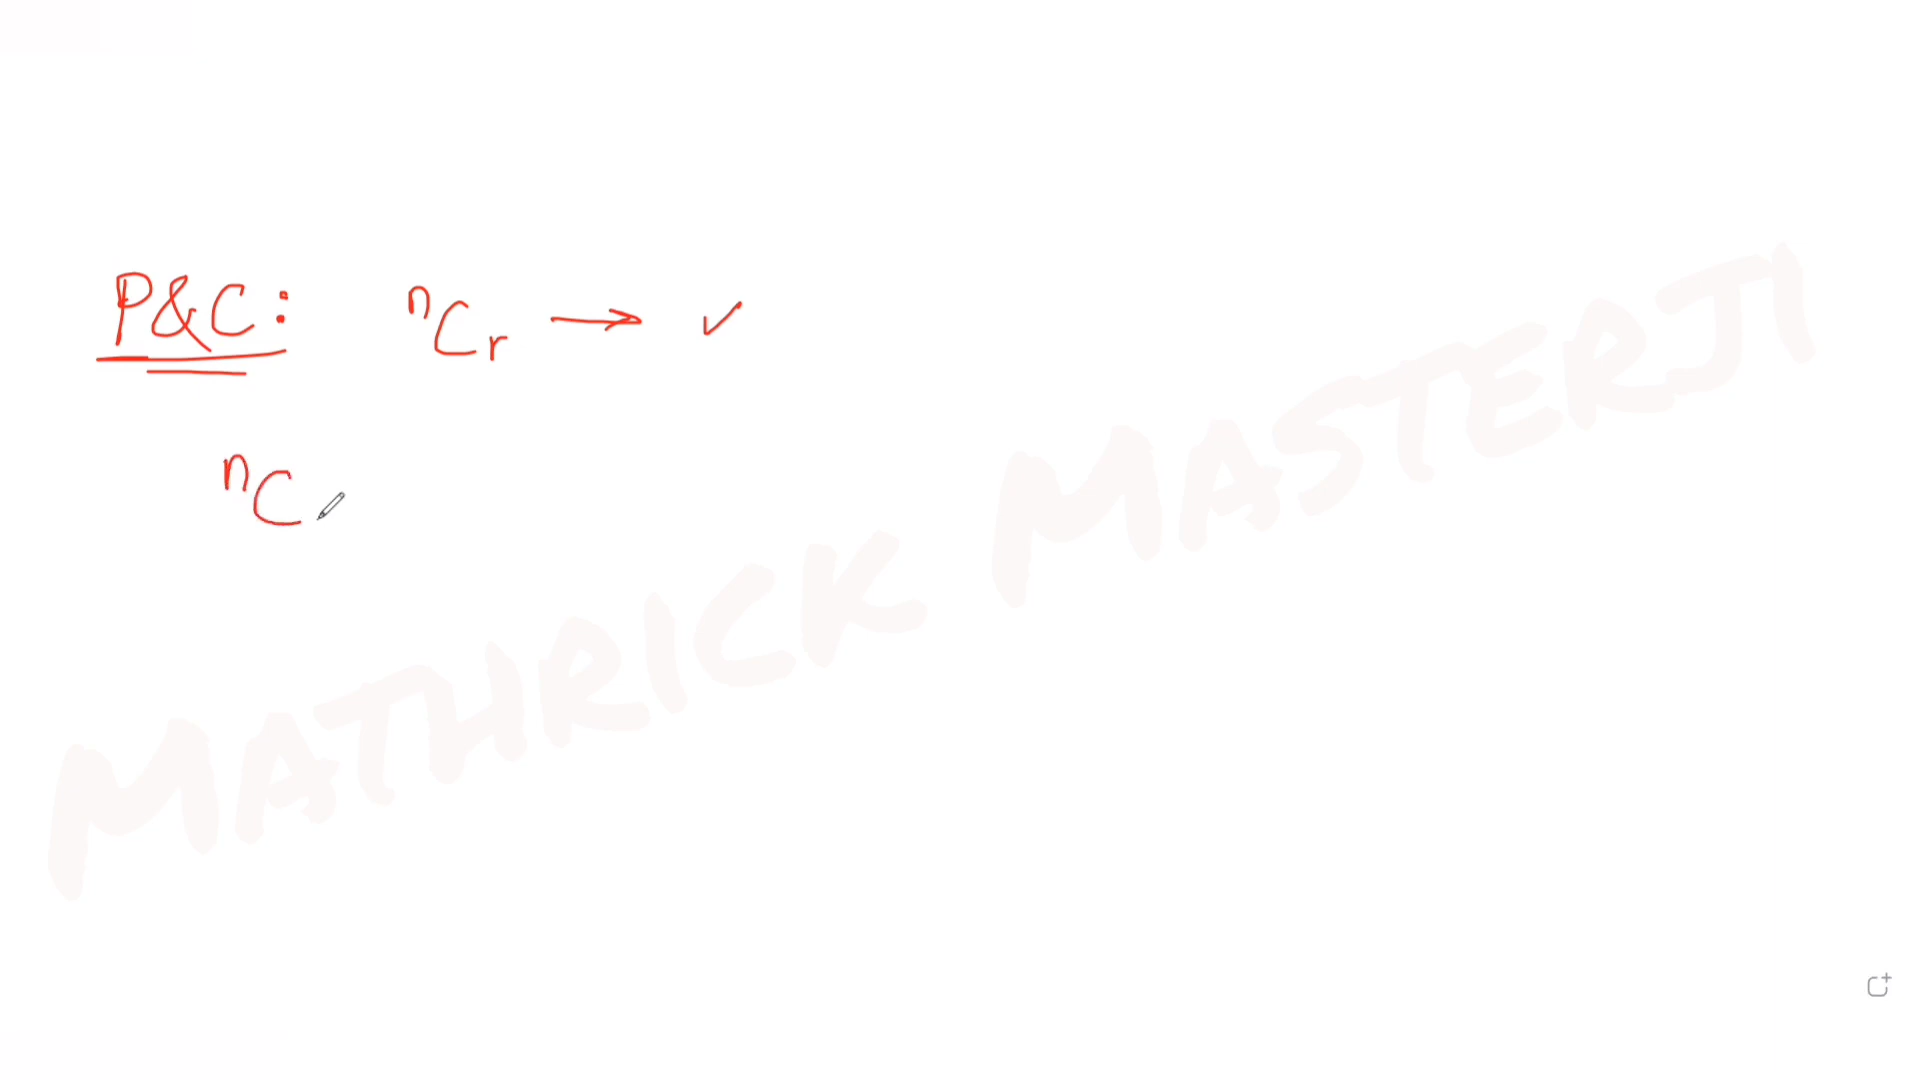 P&C: ⁿCᵣ → ✓
ⁿC
MATHRICK MASTERJI